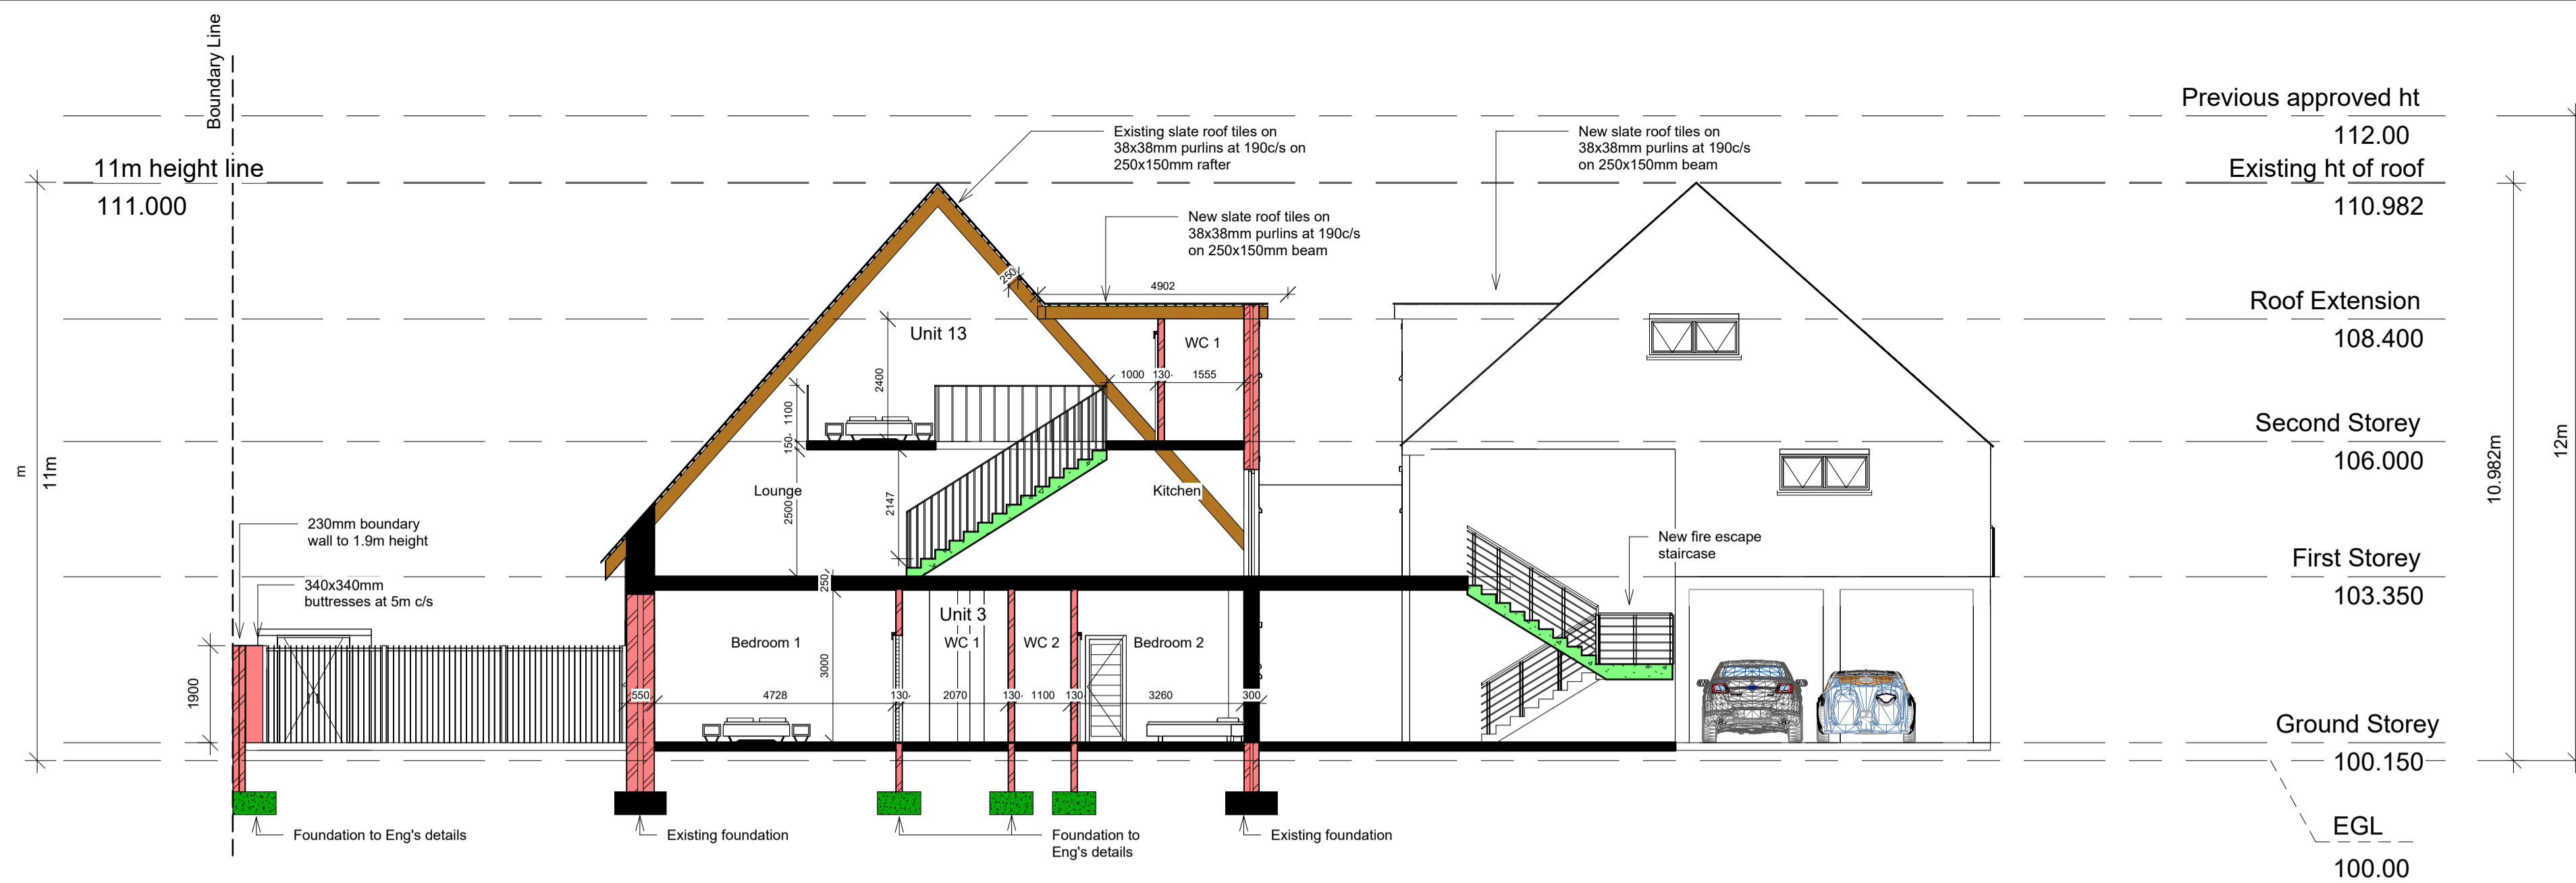 Boundary Line
Previous approved ht
112.00
11m height line
111.000
Existing ht of roof
110.982
Existing slate roof tiles on
38x38mm purlins at 190c/s on
250x150mm rafter
New slate roof tiles on
38x38mm purlins at 190c/s
on 250x150mm beam
New slate roof tiles on
38x38mm purlins at 190c/s
on 250x150mm beam
250
4902
Roof Extension
108.400
Unit 13
WC 1
2400
1000
130
1555
1100
150
Second Storey
106.000
m
11m
10.982m
12m
Lounge
2500
2147
Kitchen
230mm boundary
wall to 1.9m height
340x340mm
buttresses at 5m c/s
New fire escape
staircase
First Storey
103.350
250
Unit 3
Bedroom 1
WC 1
WC 2
Bedroom 2
3000
1900
550
4728
130
2070
130
1100
130
3260
300
Ground Storey
100.150
Foundation to Eng's details
Existing foundation
Foundation to
Eng's details
Existing foundation
EGL
100.00